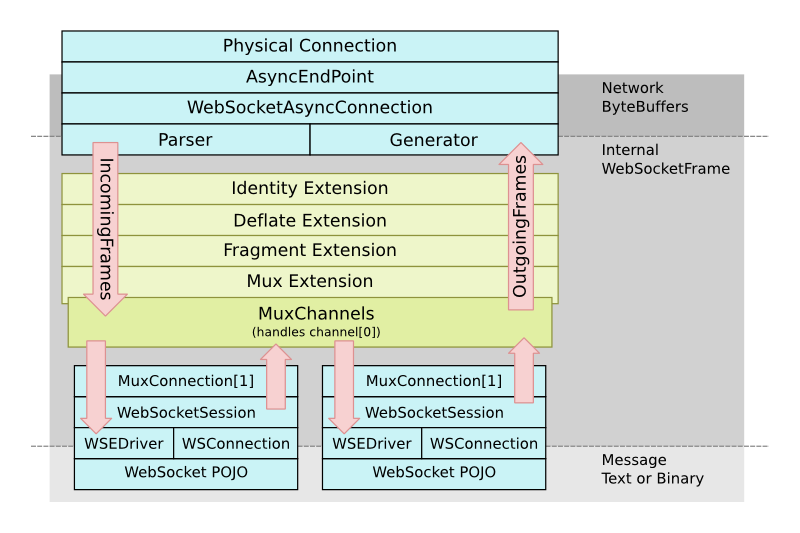 Physical Connection
AsyncEndPoint
WebSocketAsyncConnection
Parser
Generator
Network
ByteBuffers
Internal
WebSocketFrame
IncomingFrames
OutgoingFrames
Identity Extension
Deflate Extension
Fragment Extension
Mux Extension
MuxChannels
(handles channel[0])
MuxConnection[1]
WebSocketSession
WSEDriver
WSConnection
WebSocket POJO
MuxConnection[1]
WebSocketSession
WSEDriver
WSConnection
WebSocket POJO
Message
Text or Binary